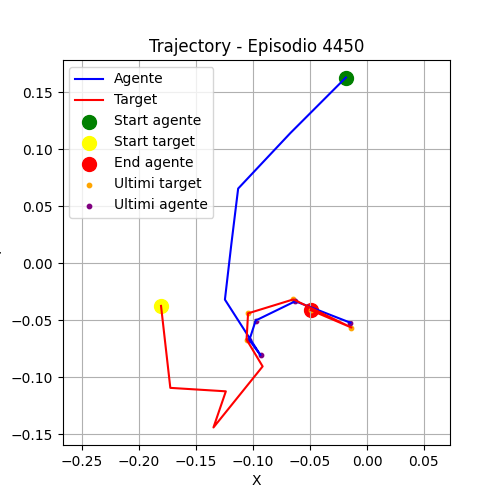 Trajectory - Episodio 4450
Agente
Target
Start agente
Start target
End agente
Ultimi target
Ultimi agente
0.15
0.10
0.05
0.00
−0.05
−0.10
−0.15
−0.25 −0.20 −0.15 −0.10 −0.05 0.00 0.05
X